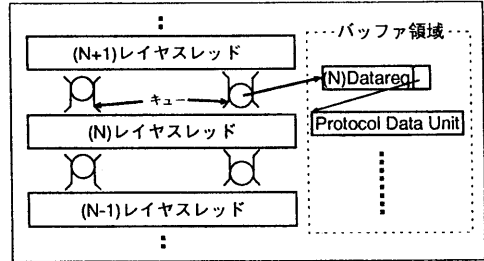 バッファ領域
(N+1)レイヤスレッド
(N)Datareq
キュー
(N)レイヤスレッド
Protocol Data Unit
(N-1)レイヤスレッド